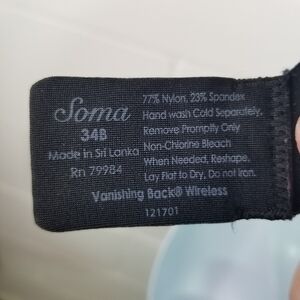 Soma
34B
Made in Sri Lanka
Rn 79984
77% Nylon, 23% Spandex
Hand wash Cold Separately.
Remove Promptly Only
Non-Chlorine Bleach
When Needed, Reshape,
Lay Flat to Dry, Do not Iron.
Vanishing Back® Wireless
121701